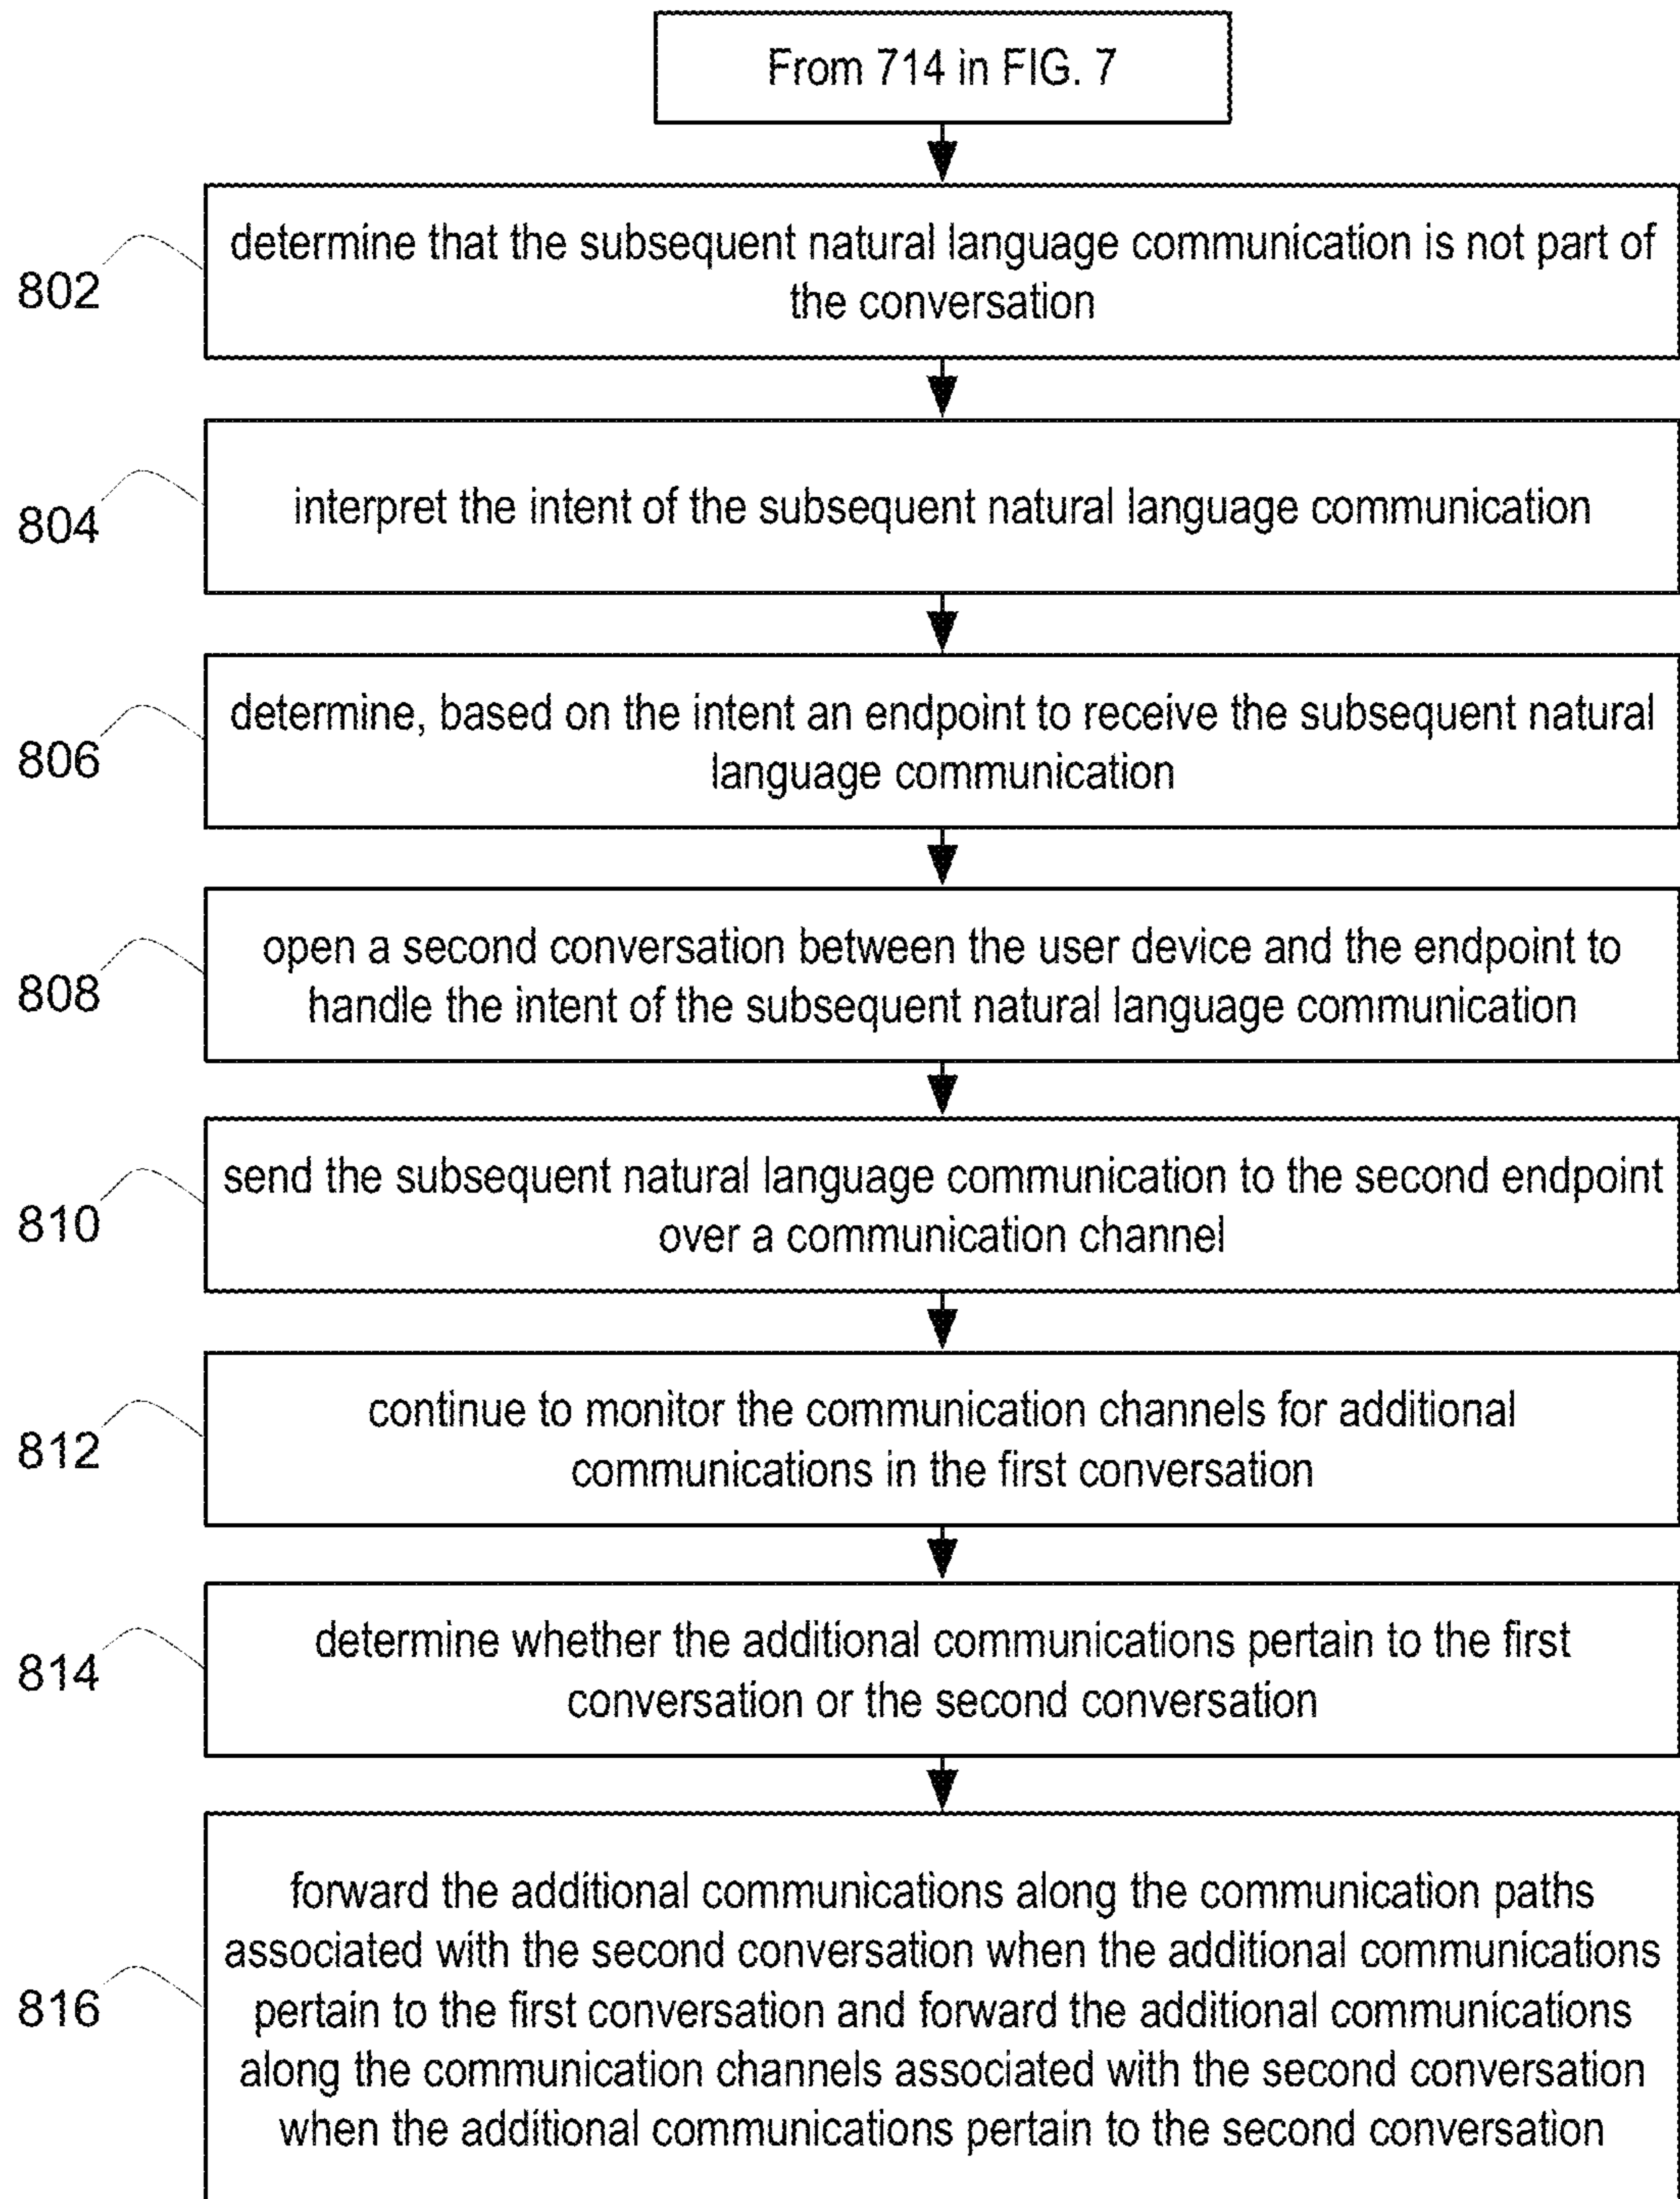 From 714 in FIG. 7
determine that the subsequent natural language communication is not part of
the conversation
802
interpret the intent of the subsequent natural language communication
804
determine, based on the intent an endpoint to receive the subsequent natural
language communication
806
open a second conversation between the user device and the endpoint to
handle the intent of the subsequent natural language communication
808
send the subsequent natural language communication to the second endpoint
over a communication channel
810
continue to monitor the communication channels for additional
communications in the first conversation
812
determine whether the additional communications pertain to the first
conversation or the second conversation
814
forward the additional communications along the communication paths
associated with the second conversation when the additional communications
pertain to the first conversation and forward the additional communications
along the communication channels associated with the second conversation
when the additional communications pertain to the second conversation
816